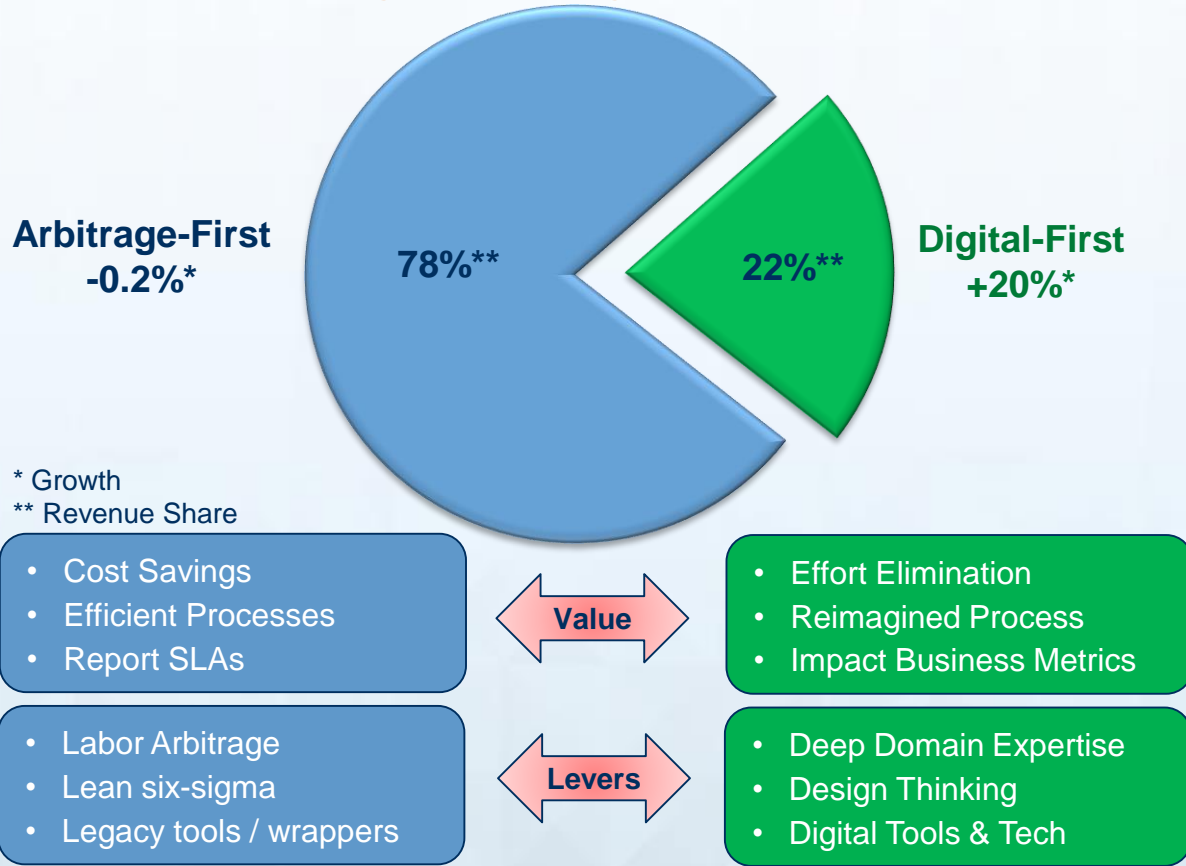 Arbitrage-First
-0.2%*
78%**
22%**
Digital-First
+20%*
* Growth
** Revenue Share
• Cost Savings
• Efficient Processes
• Report SLAs
Value
• Effort Elimination
• Reimagined Process
• Impact Business Metrics
• Labor Arbitrage
• Lean six-sigma
• Legacy tools / wrappers
Levers
• Deep Domain Expertise
• Design Thinking
• Digital Tools & Tech